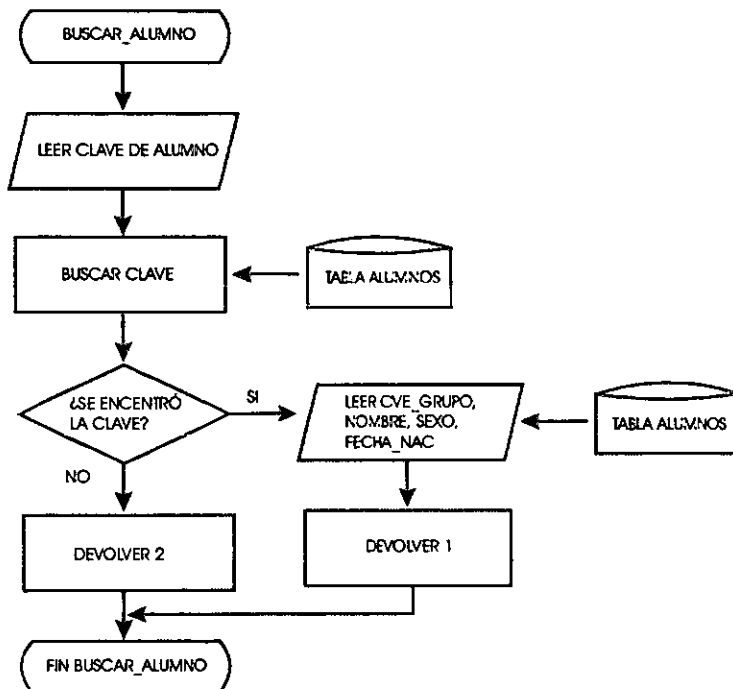 BUSCAR_ALUMNO
LEER CLAVE DE ALUMNO
BUSCAR CLAVE
TABLA ALUMNOS
¿SE ENCENTRÓ
LA CLAVE?
SI
LEER CVE_GRUPO,
NOMBRE, SEXO,
FECHA_NAC
TABLA ALUMNOS
NO
DEVOLVER 2
DEVOLVER 1
FIN BUSCAR_ALUMNO